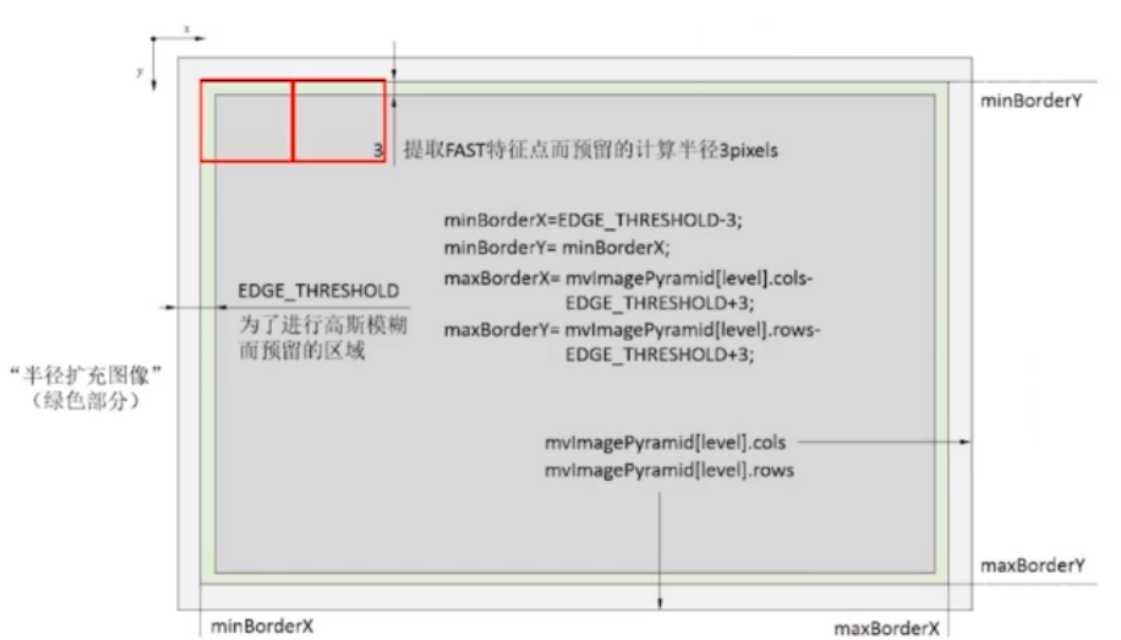 x
y
minBorderY
3 提取FAST特征点而预留的计算半径3pixels
minBorderX=EDGE_THRESHOLD-3;
minBorderY= minBorderX;
maxBorderX= mvImagePyramid[level].cols-
EDGE_THRESHOLD+3;
maxBorderY= mvImagePyramid[level].rows-
EDGE_THRESHOLD+3;
EDGE_THRESHOLD
为了进行高斯模糊
而预留的区域
“半径扩充图像”
（绿色部分）
mvImagePyramid[level].cols
mvImagePyramid[level].rows
maxBorderY
minBorderX
maxBorderX